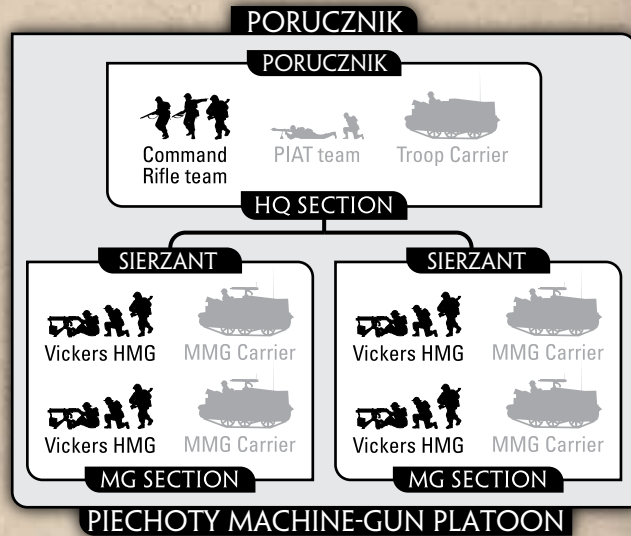 PORUCZNIK
PORUCZNIK
Command
Rifle team
PIAT team
Troop Carrier
HQ SECTION
SIERZANT
Vickers HMG
MMG Carrier
Vickers HMG
MMG Carrier
MG SECTION
SIERZANT
Vickers HMG
MMG Carrier
Vickers HMG
MMG Carrier
MG SECTION
PIECHOTY MACHINE-GUN PLATOON